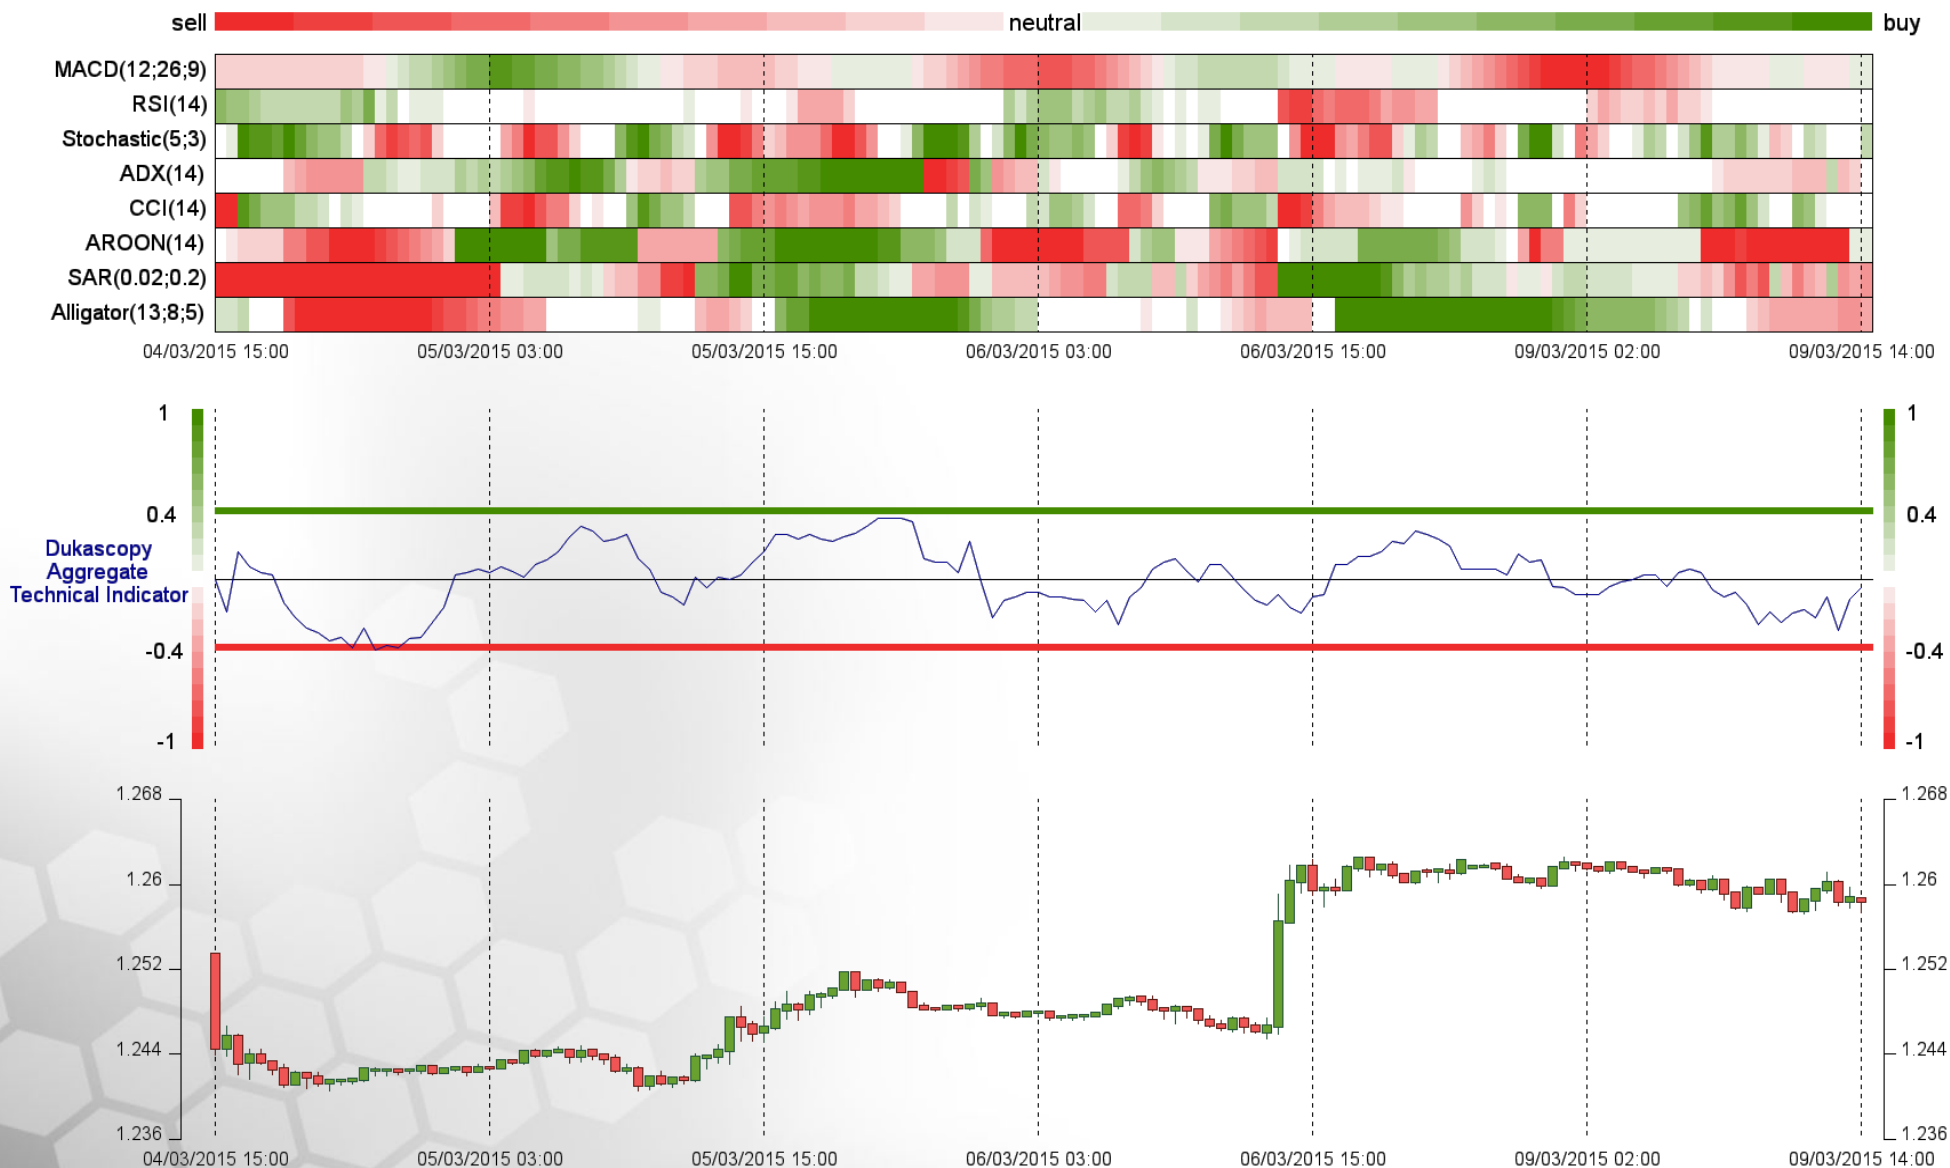 sell neutral buy
MACD(12;26;9)
RSI(14)
Stochastic(5;3)
ADX(14)
CCI(14)
AROON(14)
SAR(0.02;0.2)
Alligator(13;8;5)
04/03/2015 15:00 05/03/2015 03:00 05/03/2015 15:00 06/03/2015 03:00 06/03/2015 15:00 09/03/2015 02:00 09/03/2015 14:00
1 1
0.4 0.4
Dukascopy
Aggregate
Technical Indicator
-0.4 -0.4
-1 -1
1.268 1.268
1.26 1.26
1.252 1.252
1.244 1.244
1.236 1.236
04/03/2015 15:00 05/03/2015 03:00 05/03/2015 15:00 06/03/2015 03:00 06/03/2015 15:00 09/03/2015 02:00 09/03/2015 14:00